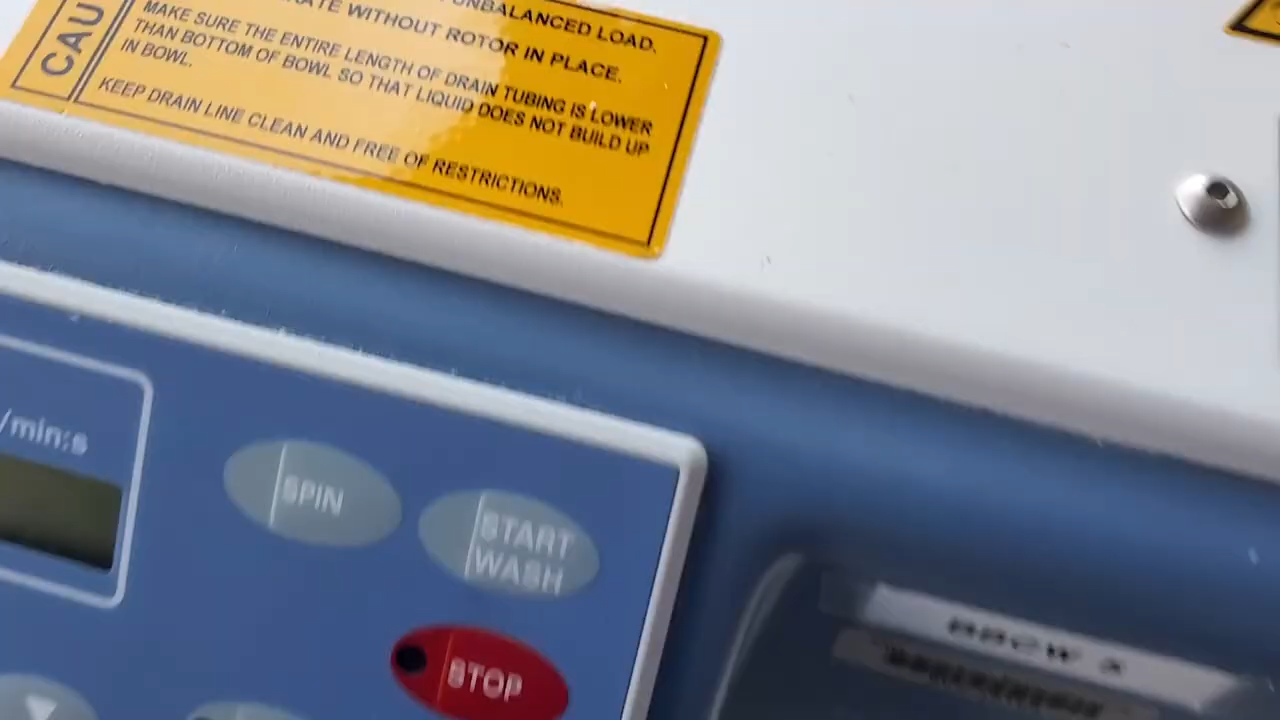 CAU
UNBALANCED LOAD.
RATE WITHOUT ROTOR IN PLACE.
MAKE SURE THE ENTIRE LENGTH OF DRAIN TUBING IS LOWER
THAN BOTTOM OF BOWL SO THAT LIQUID DOES NOT BUILD UP
IN BOWL.
KEEP DRAIN LINE CLEAN AND FREE OF RESTRICTIONS.
/min:s
SPIN
START
WASH
STOP